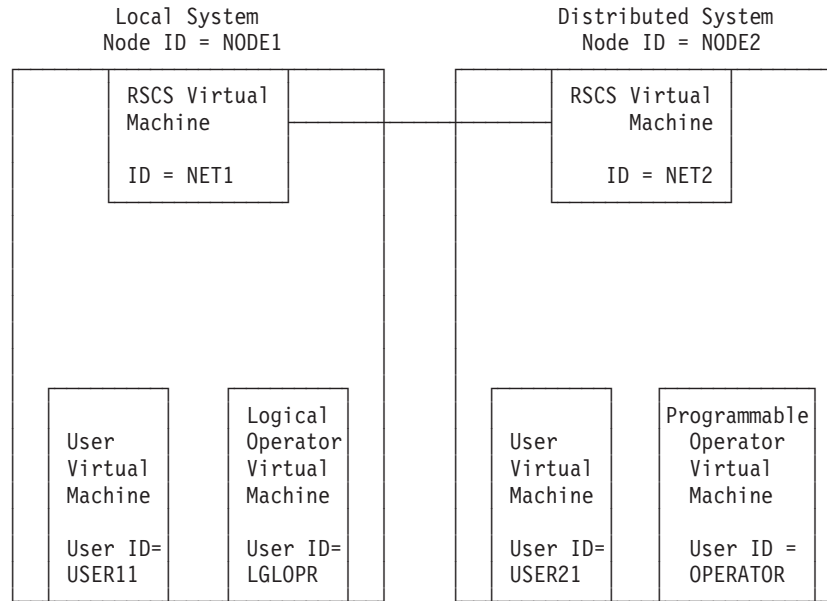 Local System
Node ID = NODE1
Distributed System
Node ID = NODE2
RSCS Virtual
Machine
ID = NET1
RSCS Virtual
Machine
ID = NET2
User
Virtual
Machine
User ID=
USER11
Logical
Operator
Virtual
Machine
User ID=
LGLOPR
User
Virtual
Machine
User ID=
USER21
Programmable
Operator
Virtual
Machine
User ID =
OPERATOR